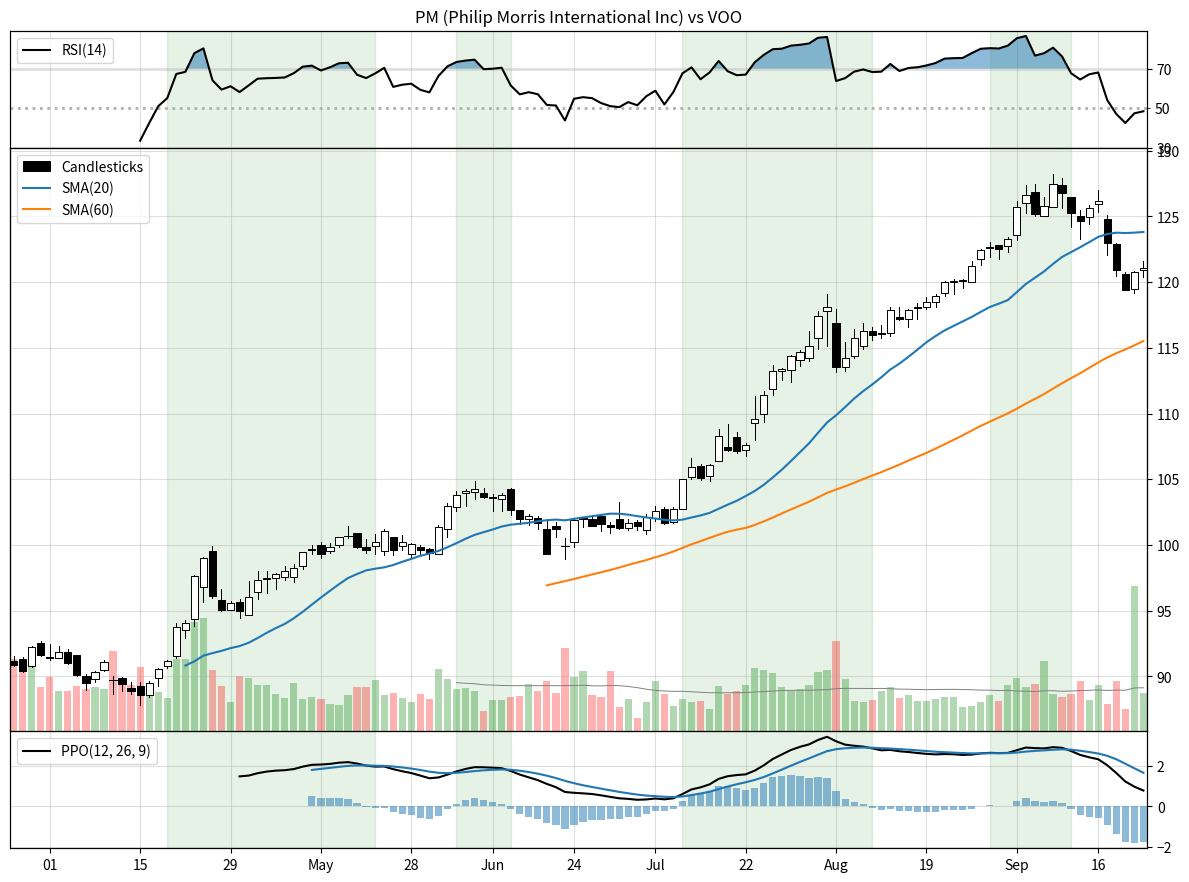 PM (Philip Morris International Inc) vs VOO
RSI(14)
70
50
30
130
Candlesticks
SMA(20)
SMA(60)
125
120
115
110
105
100
95
90
PPO(12, 26, 9)
2
0
−2
01 15 29 May 28 Jun 24 Jul 22 Aug 19 Sep 16